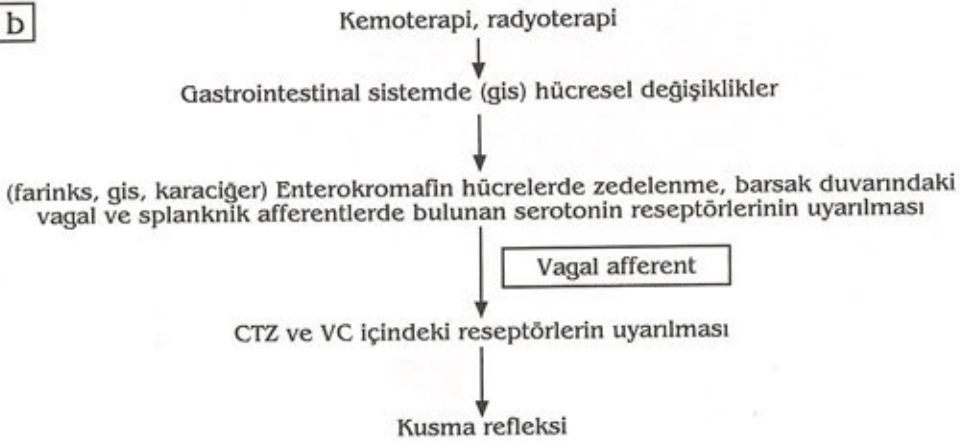 b
Kemoterapi, radyoterapi
Gastrointestinal sistemde (gis) hücresel değişiklikler
(farinks, gis, karaciğer) Enterokromafin hücrelerde zedelenme, barsak duvarındaki
vagal ve splanknik afferentlerde bulunan serotonin reseptörlerinin uyarılması
Vagal afferent
CTZ ve VC içindeki reseptörlerin uyarılması
Kusma refleksi